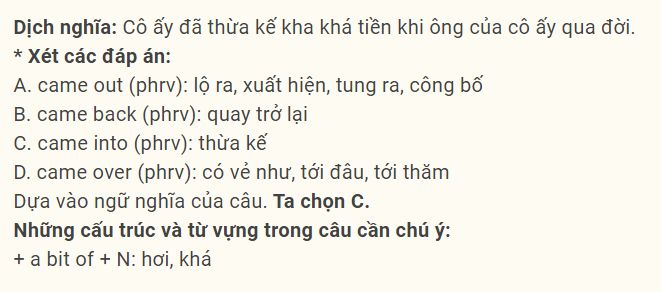 Dịch nghĩa: Cô ấy đã thừa kế kha khá tiền khi ông của cô ấy qua đời.
* Xét các đáp án:
A. came out (phrv): lộ ra, xuất hiện, tung ra, công bố
B. came back (phrv): quay trở lại
C. came into (phrv): thừa kế
D. came over (phrv): có vẻ như, tới đâu, tới thăm
Dựa vào ngữ nghĩa của câu. Ta chọn C.
Những cấu trúc và từ vựng trong câu cần chú ý:
+ a bit of + N: hơi, khá